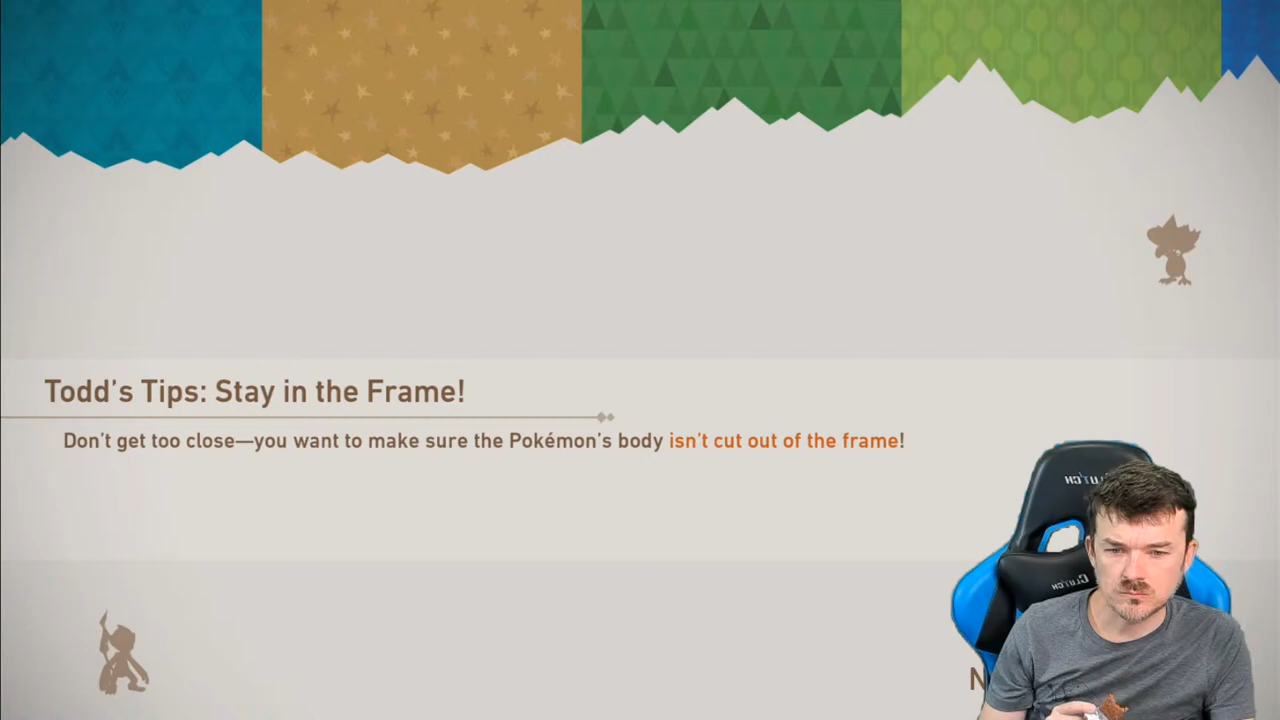 Todd's Tips: Stay in the Frame!
Don't get too close—you want to make sure the Pokémon's body isn't cut out of the frame!
CLUTCH